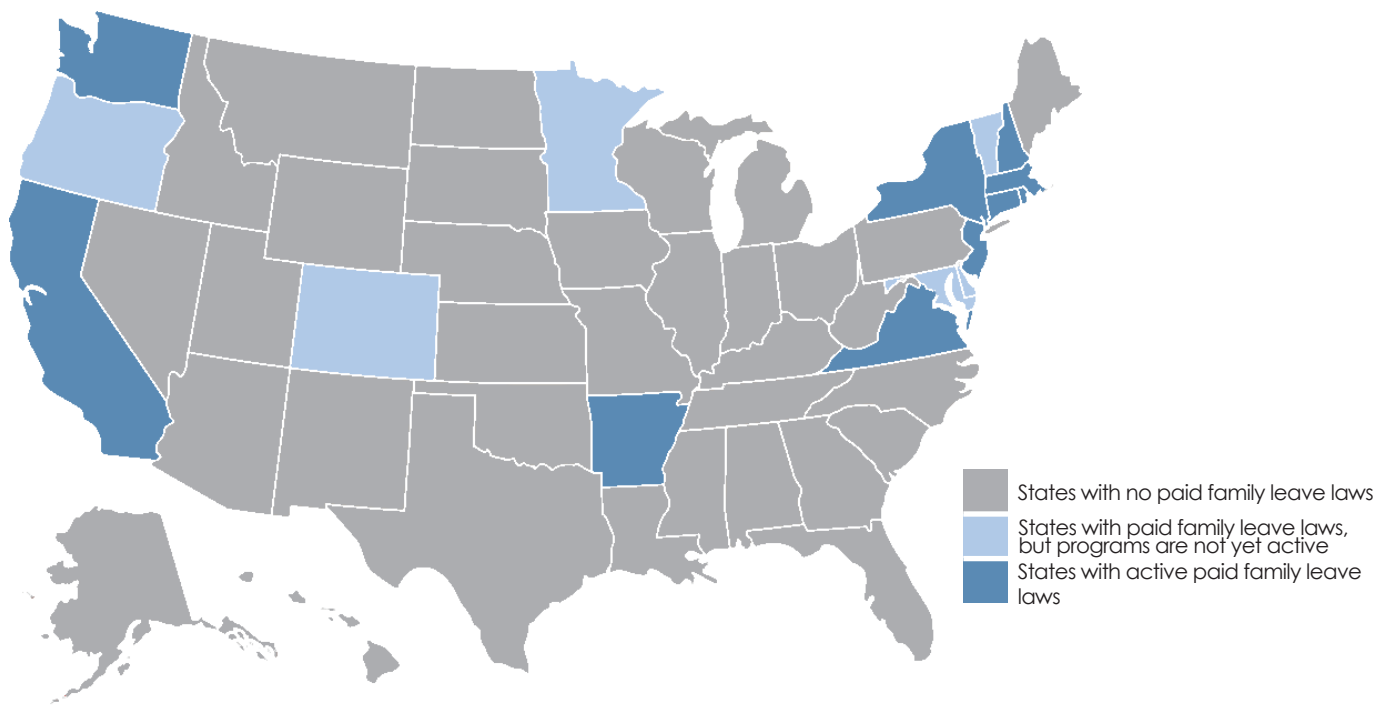 States with no paid family leave laws
States with paid family leave laws,
but programs are not yet active
States with active paid family leave
laws